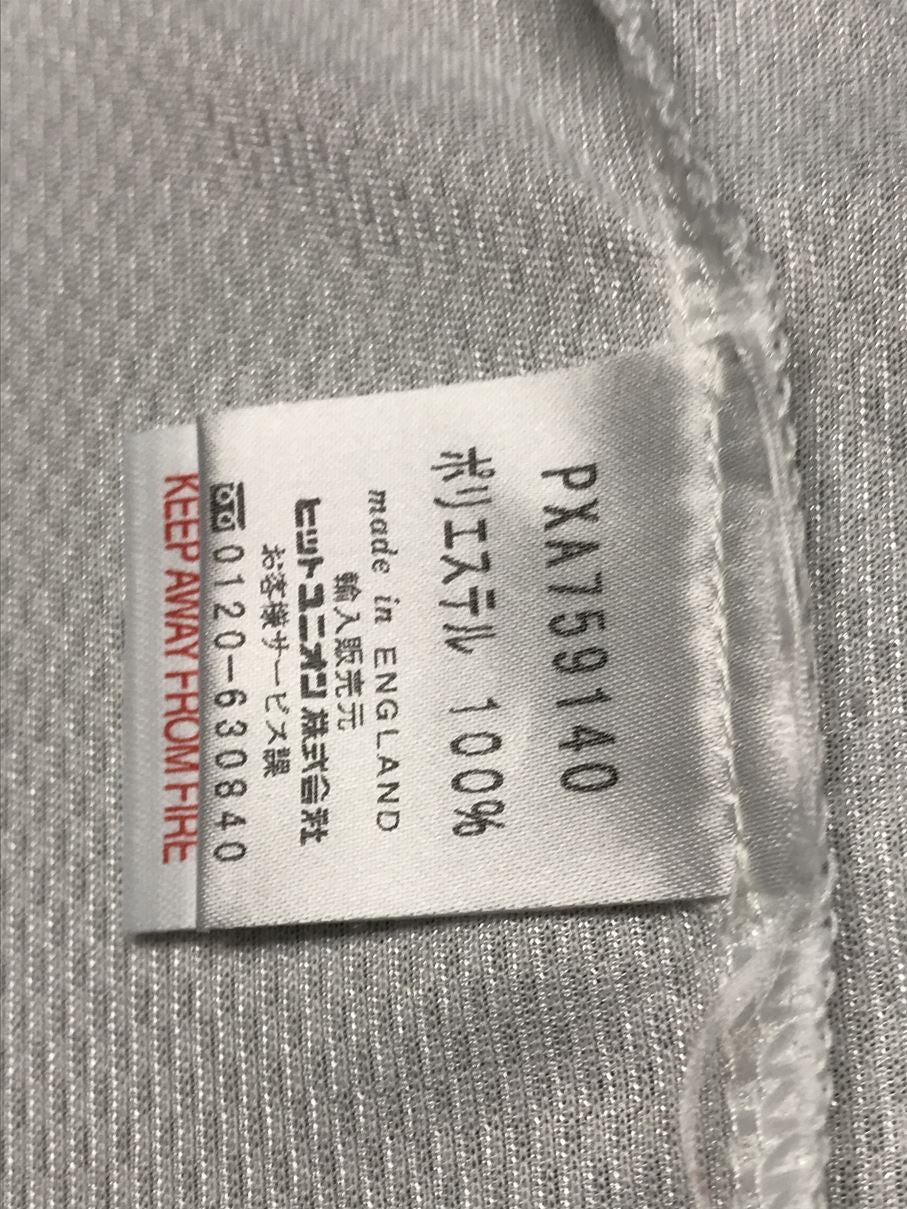 PXA759140
ポリエステル 100%
made in ENGLAND
輸入販売元
ヒットユニオン株式会社
お客様サービス課
0120-630840
KEEP AWAY FROM FIRE